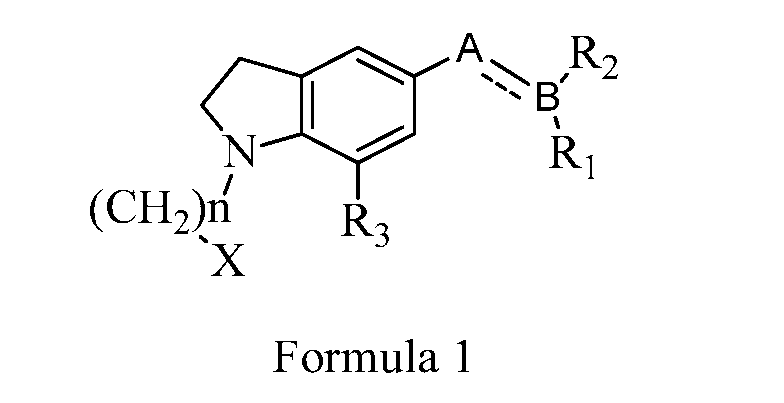 A
R2
B
R1
N
(CH2)n
X
R3
Formula 1